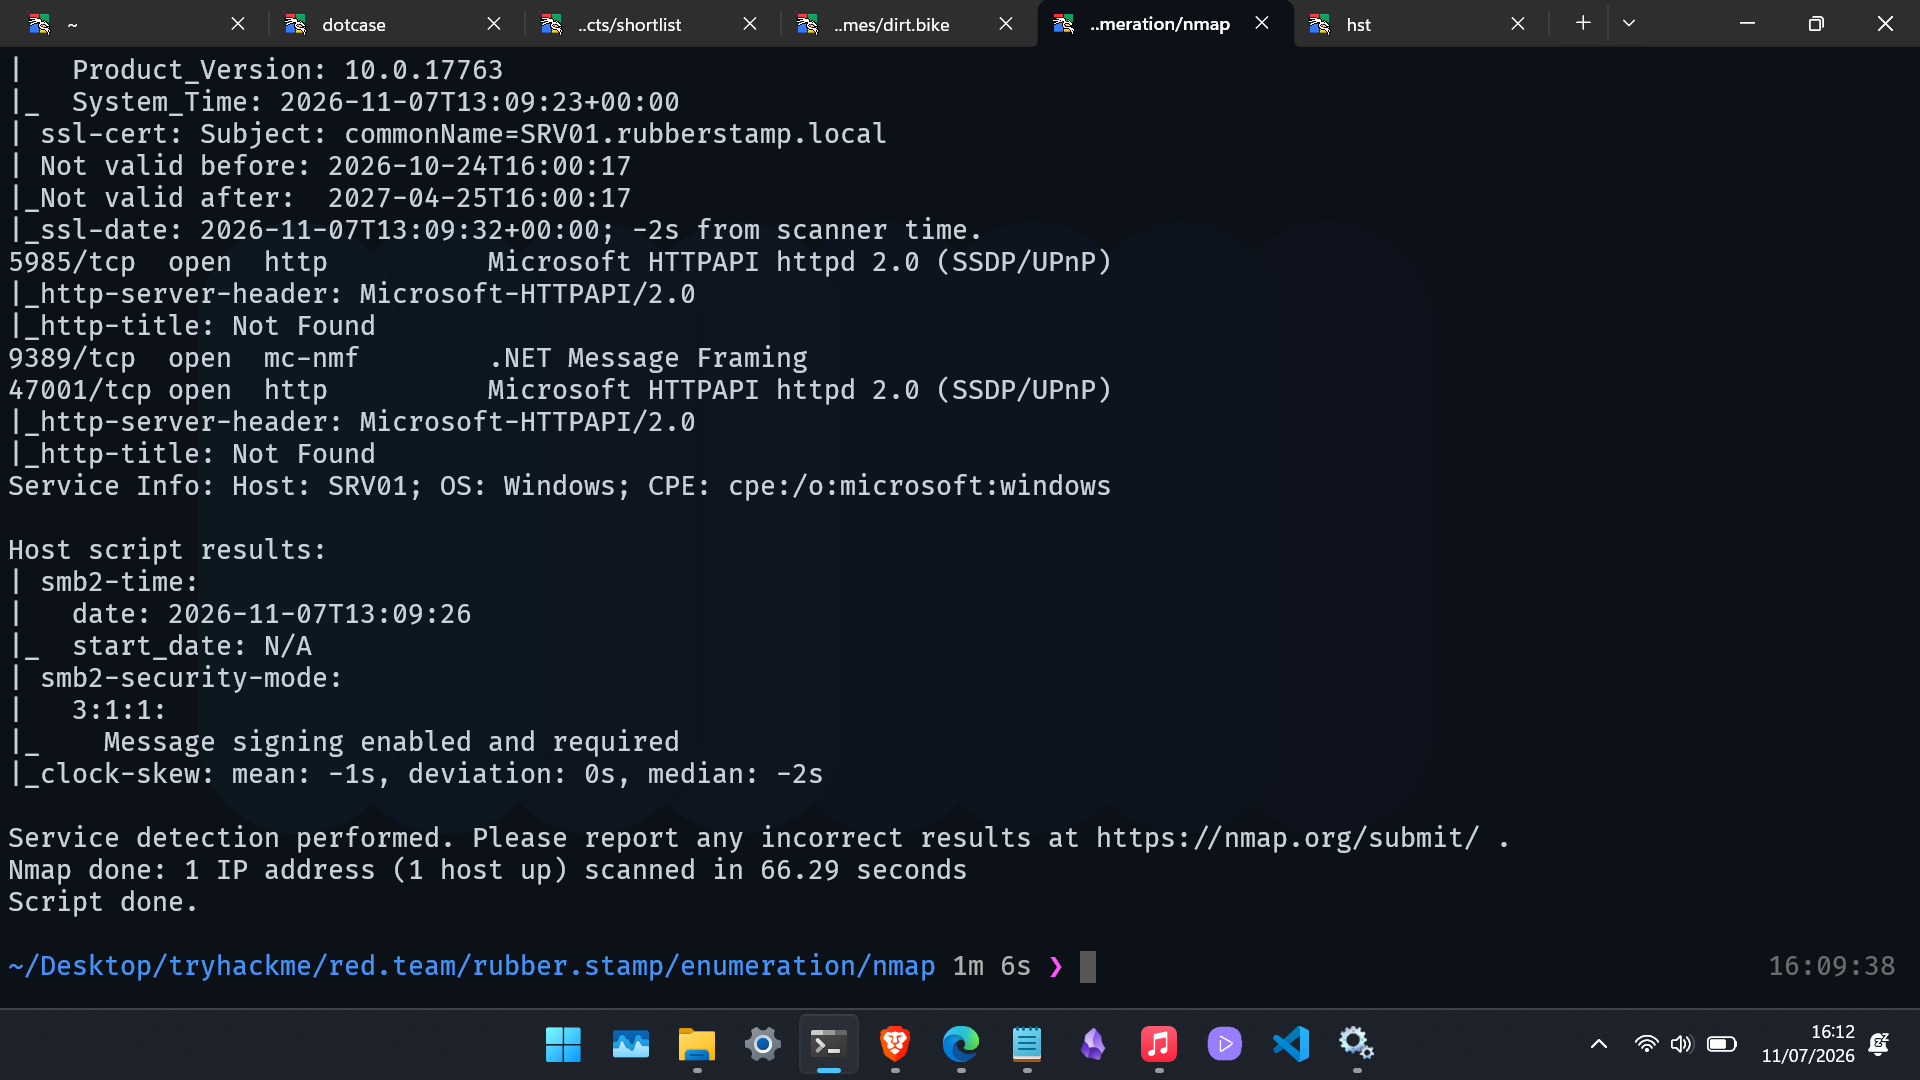 ~
dotcase
..cts/shortlist
..mes/dirt.bike
..meration/nmap
hst
|   Product_Version: 10.0.17763
|_  System_Time: 2026-11-07T13:09:23+00:00
| ssl-cert: Subject: commonName=SRV01.rubberstamp.local
| Not valid before: 2026-10-24T16:00:17
|_Not valid after:  2027-04-25T16:00:17
|_ssl-date: 2026-11-07T13:09:32+00:00; -2s from scanner time.
5985/tcp  open  http          Microsoft HTTPAPI httpd 2.0 (SSDP/UPnP)
|_http-server-header: Microsoft-HTTPAPI/2.0
|_http-title: Not Found
9389/tcp  open  mc-nmf        .NET Message Framing
47001/tcp open  http          Microsoft HTTPAPI httpd 2.0 (SSDP/UPnP)
|_http-server-header: Microsoft-HTTPAPI/2.0
|_http-title: Not Found
Service Info: Host: SRV01; OS: Windows; CPE: cpe:/o:microsoft:windows

Host script results:
| smb2-time:
|   date: 2026-11-07T13:09:26
|_  start_date: N/A
| smb2-security-mode:
|   3:1:1:
|_    Message signing enabled and required
|_clock-skew: mean: -1s, deviation: 0s, median: -2s

Service detection performed. Please report any incorrect results at https://nmap.org/submit/ .
Nmap done: 1 IP address (1 host up) scanned in 66.29 seconds
Script done.

~/Desktop/tryhackme/red.team/rubber.stamp/enumeration/nmap 1m 6s ❯ 16:09:38
16:12
11/07/2026